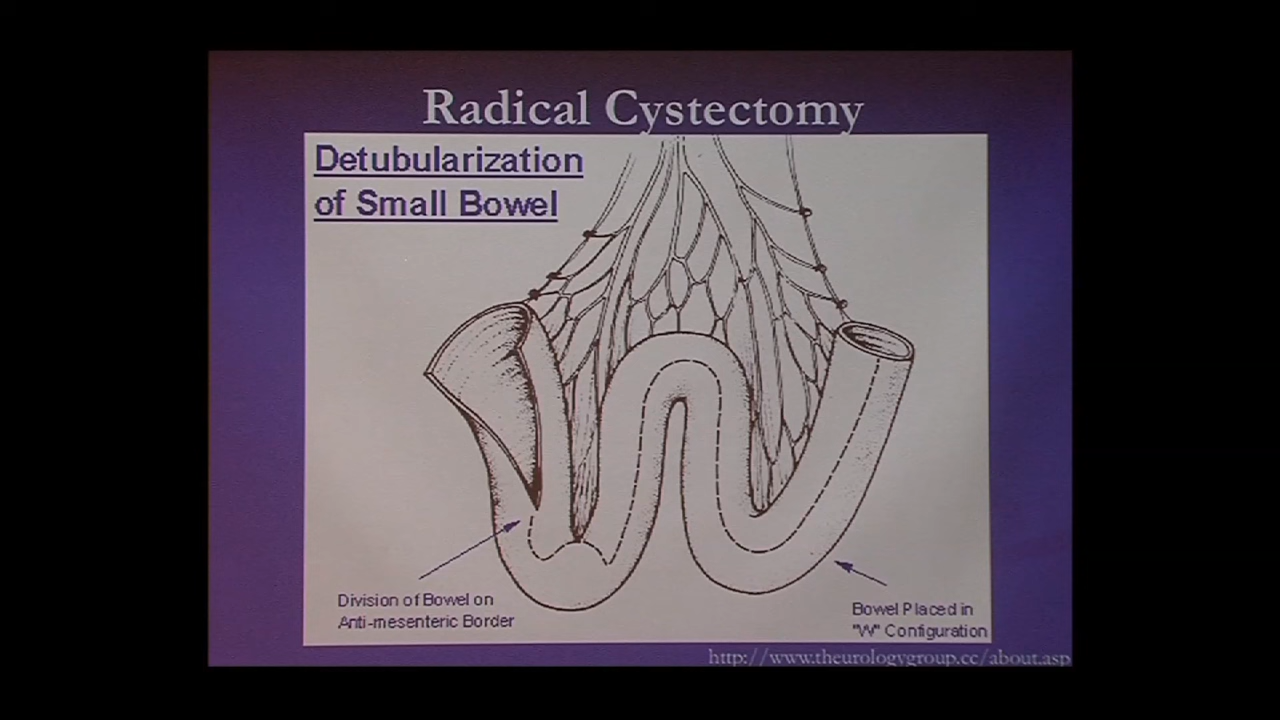 Radical Cystectomy
Detubularization
of Small Bowel
Division of Bowel on
Anti-mesenteric Border
Bowel Placed in
"W" Configuration
http://www.theurologygroup.cc/about.asp